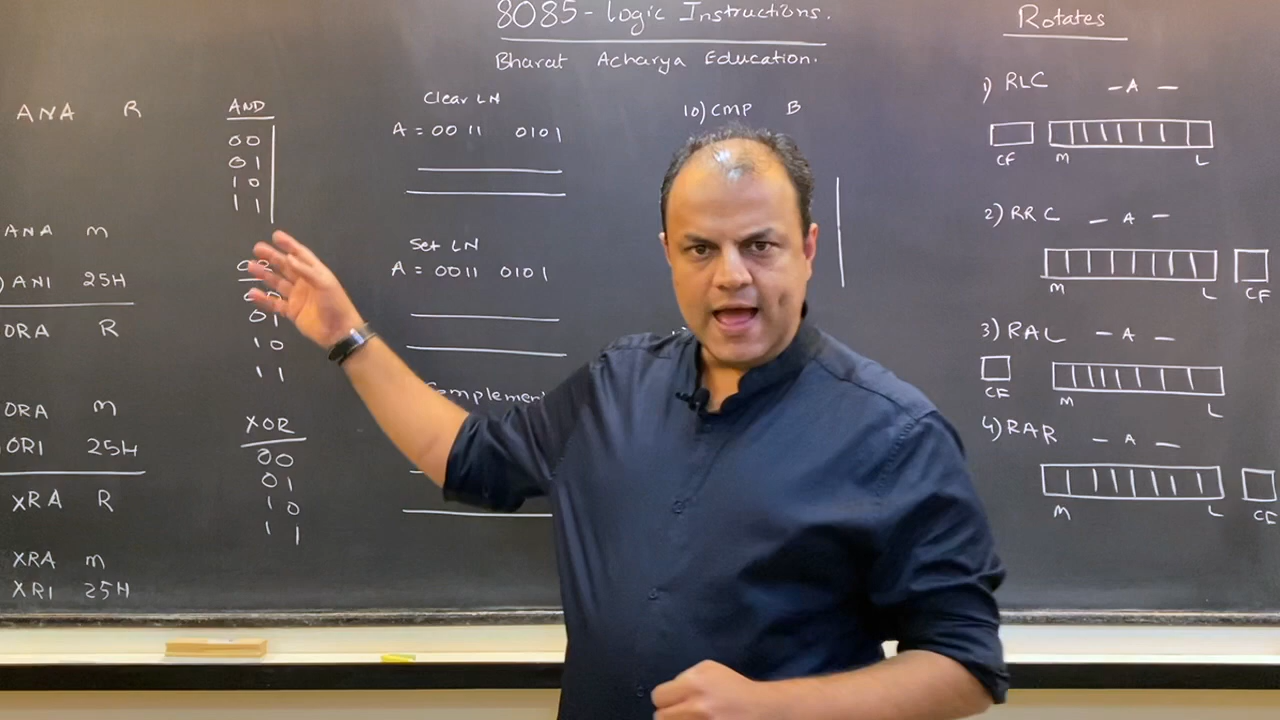 8085 - Logic Instructions.
Bharat Acharya Education.
ANA R
ANA M
ANI 25H
ORA R
ORA M
ORI 25H
XRA R
XRA M
XRI 25H
AND
00
01
10
11
01
10
11
XOR
00
01
10
11
Clear LN
A = 0011 0101
Set LN
A = 0011 0101
10) CMP B
Rotates
1) RLC - A -
CF M L
2) RRC - A -
M L CF
3) RAL - A -
CF M L
4) RAR - A -
M L CF